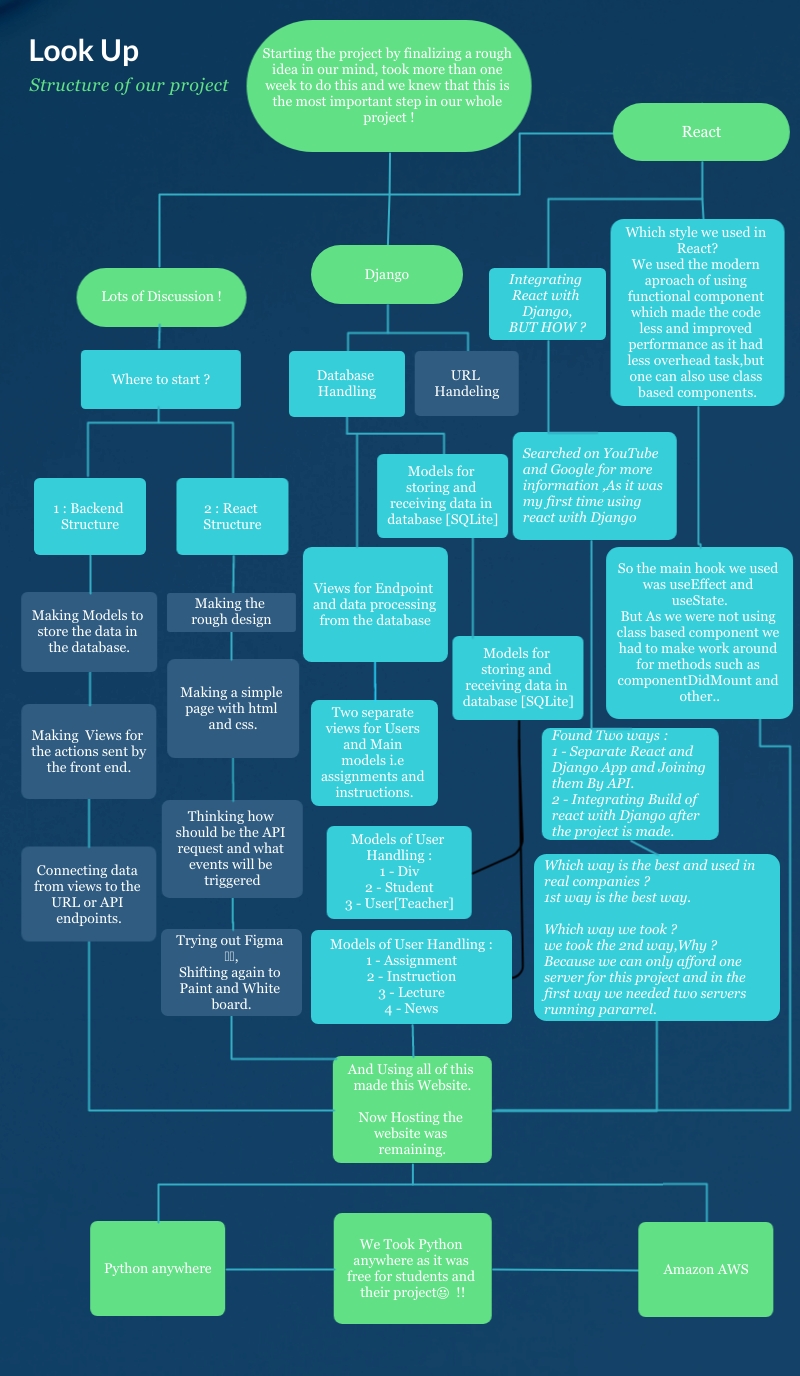 Look Up
Structure of our project
Starting the project by finalizing a rough
idea in our mind, took more than one
week to do this and we knew that this is
the most important step in our whole
project !
React
Lots of Discussion !
Django
Integrating
React with
Django,
BUT HOW ?
Which style we used in
React?
We used the modern
aproach of using
functional component
which made the code
less and improved
performance as it had
less overhead task,but
one can also use class
based components.
Where to start ?
Database
Handling
URL
Handeling
1 : Backend
Structure
2 : React
Structure
Models for
storing and
receiving data in
database [SQLite]
Searched on YouTube
and Google for more
information ,As it was
my first time using
react with Django
Making Models to
store the data in
the database.
Making the
rough design
Views for Endpoint
and data processing
from the database
So the main hook we used
was useEffect and
useState.
But As we were not using
class based component we
had to make work around
for methods such as
componentDidMount and
other..
Making a simple
page with html
and css.
Models for
storing and
receiving data in
database [SQLite]
Making Views for
the actions sent by
the front end.
Two separate
views for Users
and Main
models i.e
assignments and
instructions.
Found Two ways :
1 - Separate React and
Django App and Joining
them By API.
2 - Integrating Build of
react with Django after
the project is made.
Thinking how
should be the API
request and what
events will be
triggered
Connecting data
from views to the
URL or API
endpoints.
Models of User
Handling :
1 - Div
2 - Student
3 - User[Teacher]
Which way is the best and used in
real companies ?
1st way is the best way.
Which way we took ?
we took the 2nd way,Why ?
Because we can only afford one
server for this project and in the
first way we needed two servers
running pararrel.
Trying out Figma
,
Shifting again to
Paint and White
board.
Models of User Handling :
1 - Assignment
2 - Instruction
3 - Lecture
4 - News
And Using all of this
made this Website.
Now Hosting the
website was
remaining.
Python anywhere
We Took Python
anywhere as it was
free for students and
their project😆 !!
Amazon AWS